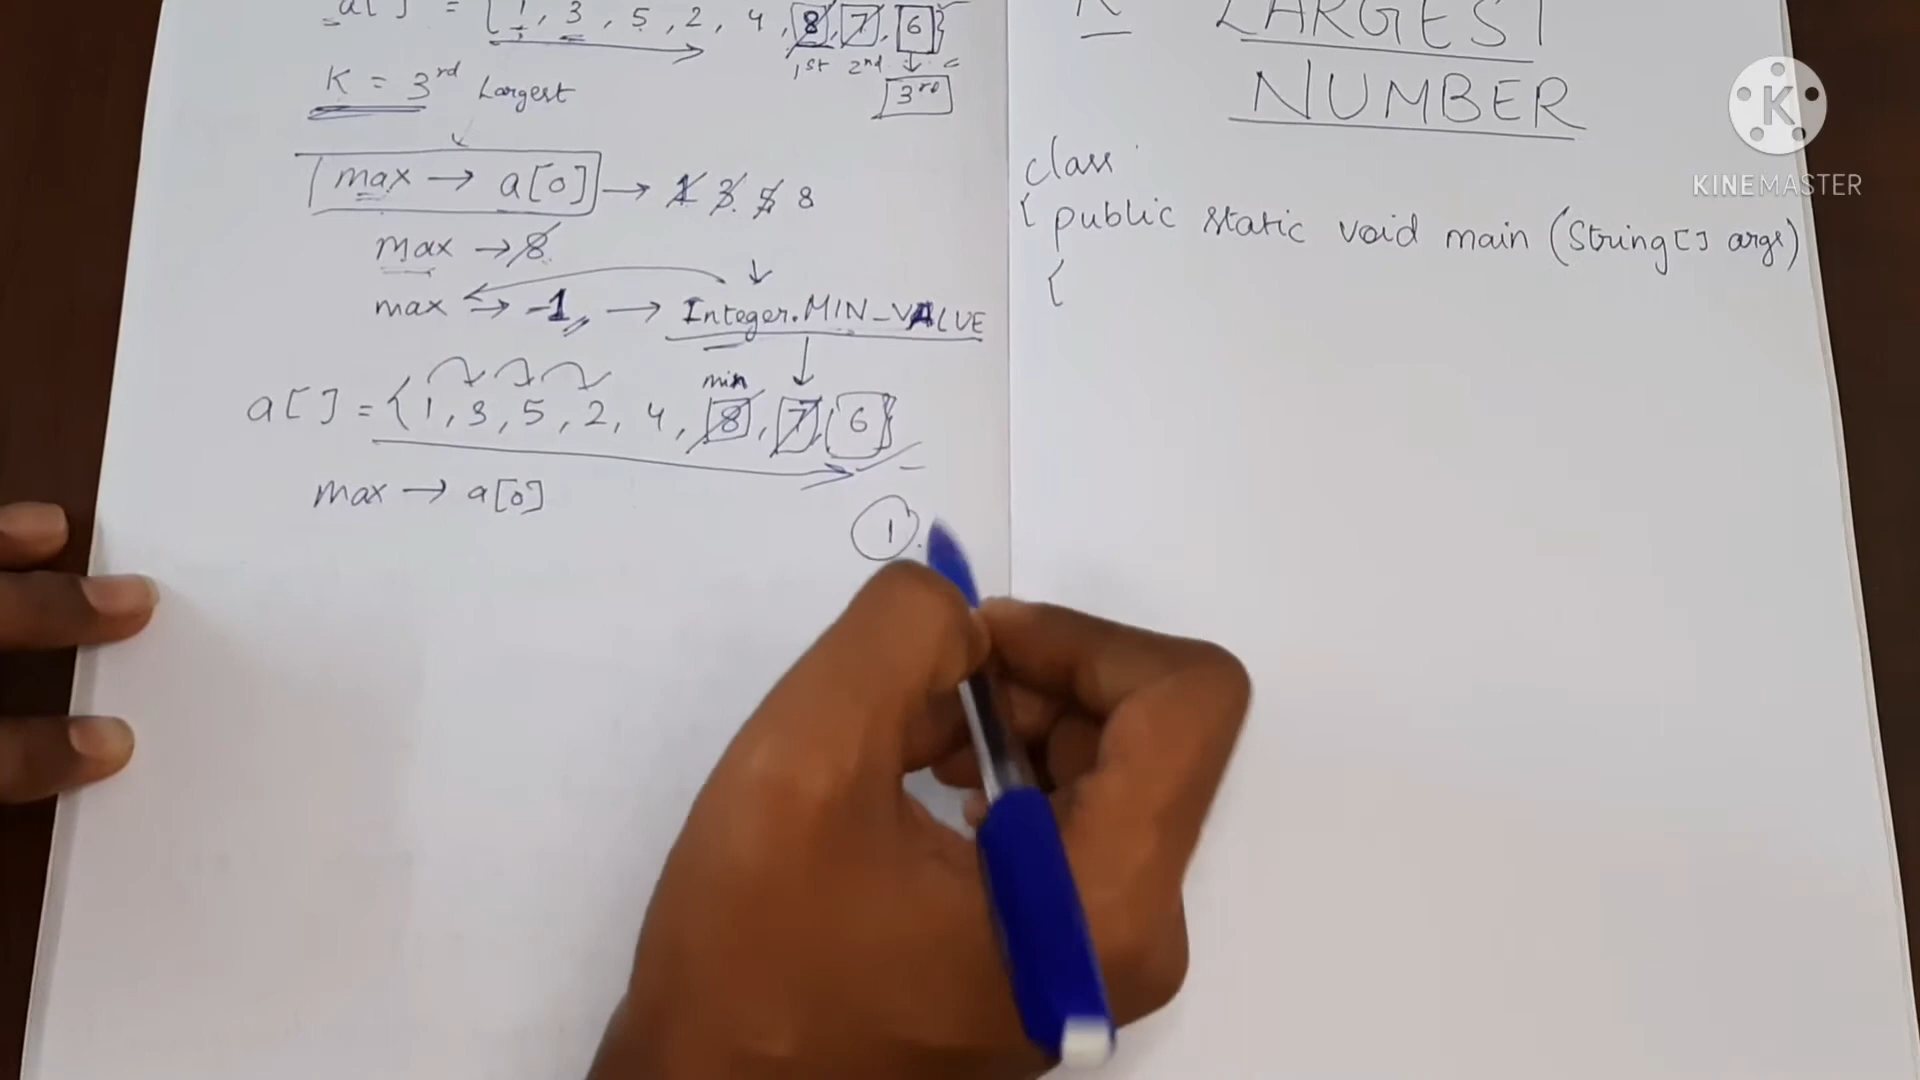 a[ ] = { 1, 3, 5, 2, 4, 8, 7, 6 }
1st 2nd
3rd
K = 3rd Largest
max → a[0] → 1 3 5 8
max → 8
max → -1, → Integer.MIN_VALUE
min
a[ ] = { 1, 3, 5, 2, 4, 8, 7, 6 }
max → a[0]
1
K LARGEST
NUMBER
class
{ public static void main (String[] args)
{
K
KINEMASTER